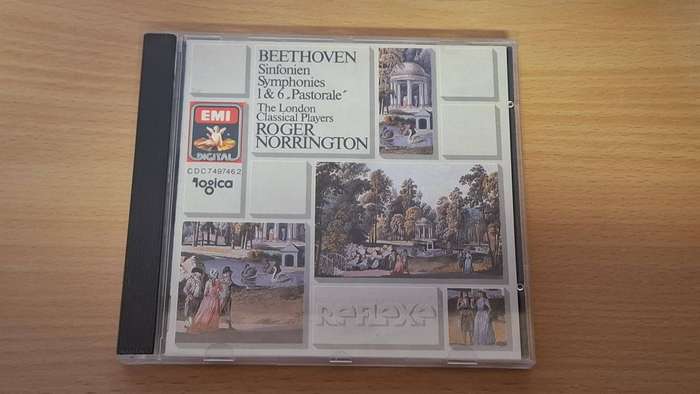 BEETHOVEN
Sinfonien
Symphonies
1 & 6 „Pastorale“
The London
Classical Players
ROGER
NORRINGTON
EMI
DIGITAL
CDC 7 49746 2
logica
REFLEXE